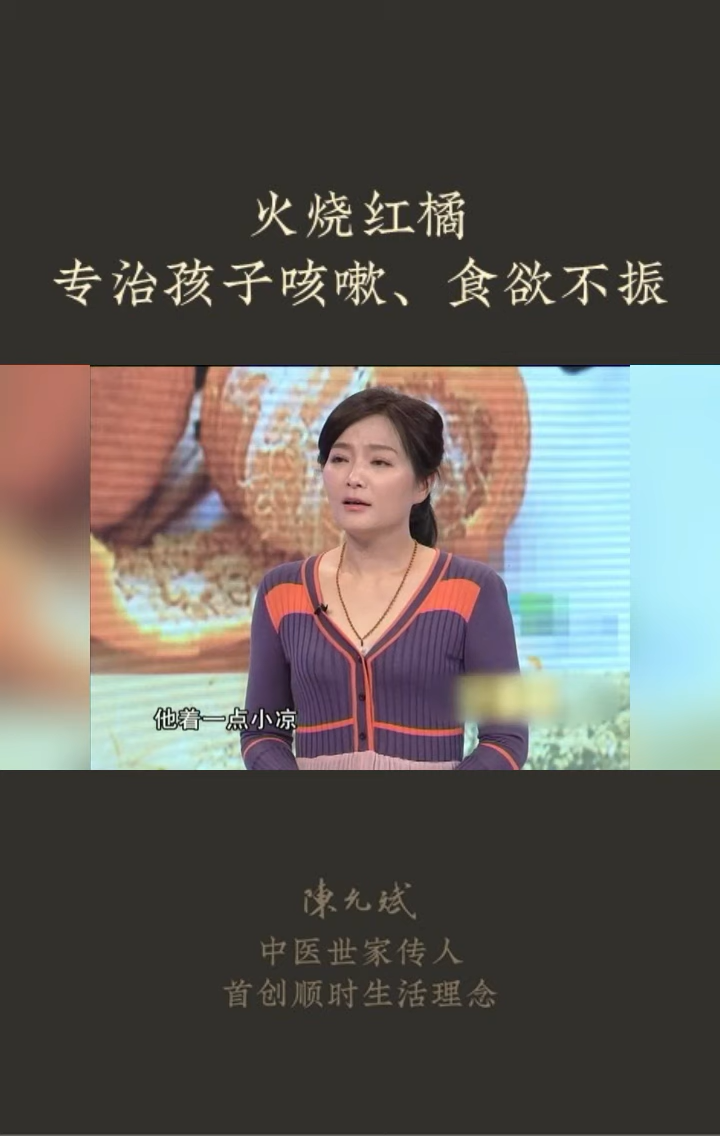 火烧红橘
专治孩子咳嗽、食欲不振
他着一点小凉
陳允斌
中医世家传人
首创顺时生活理念